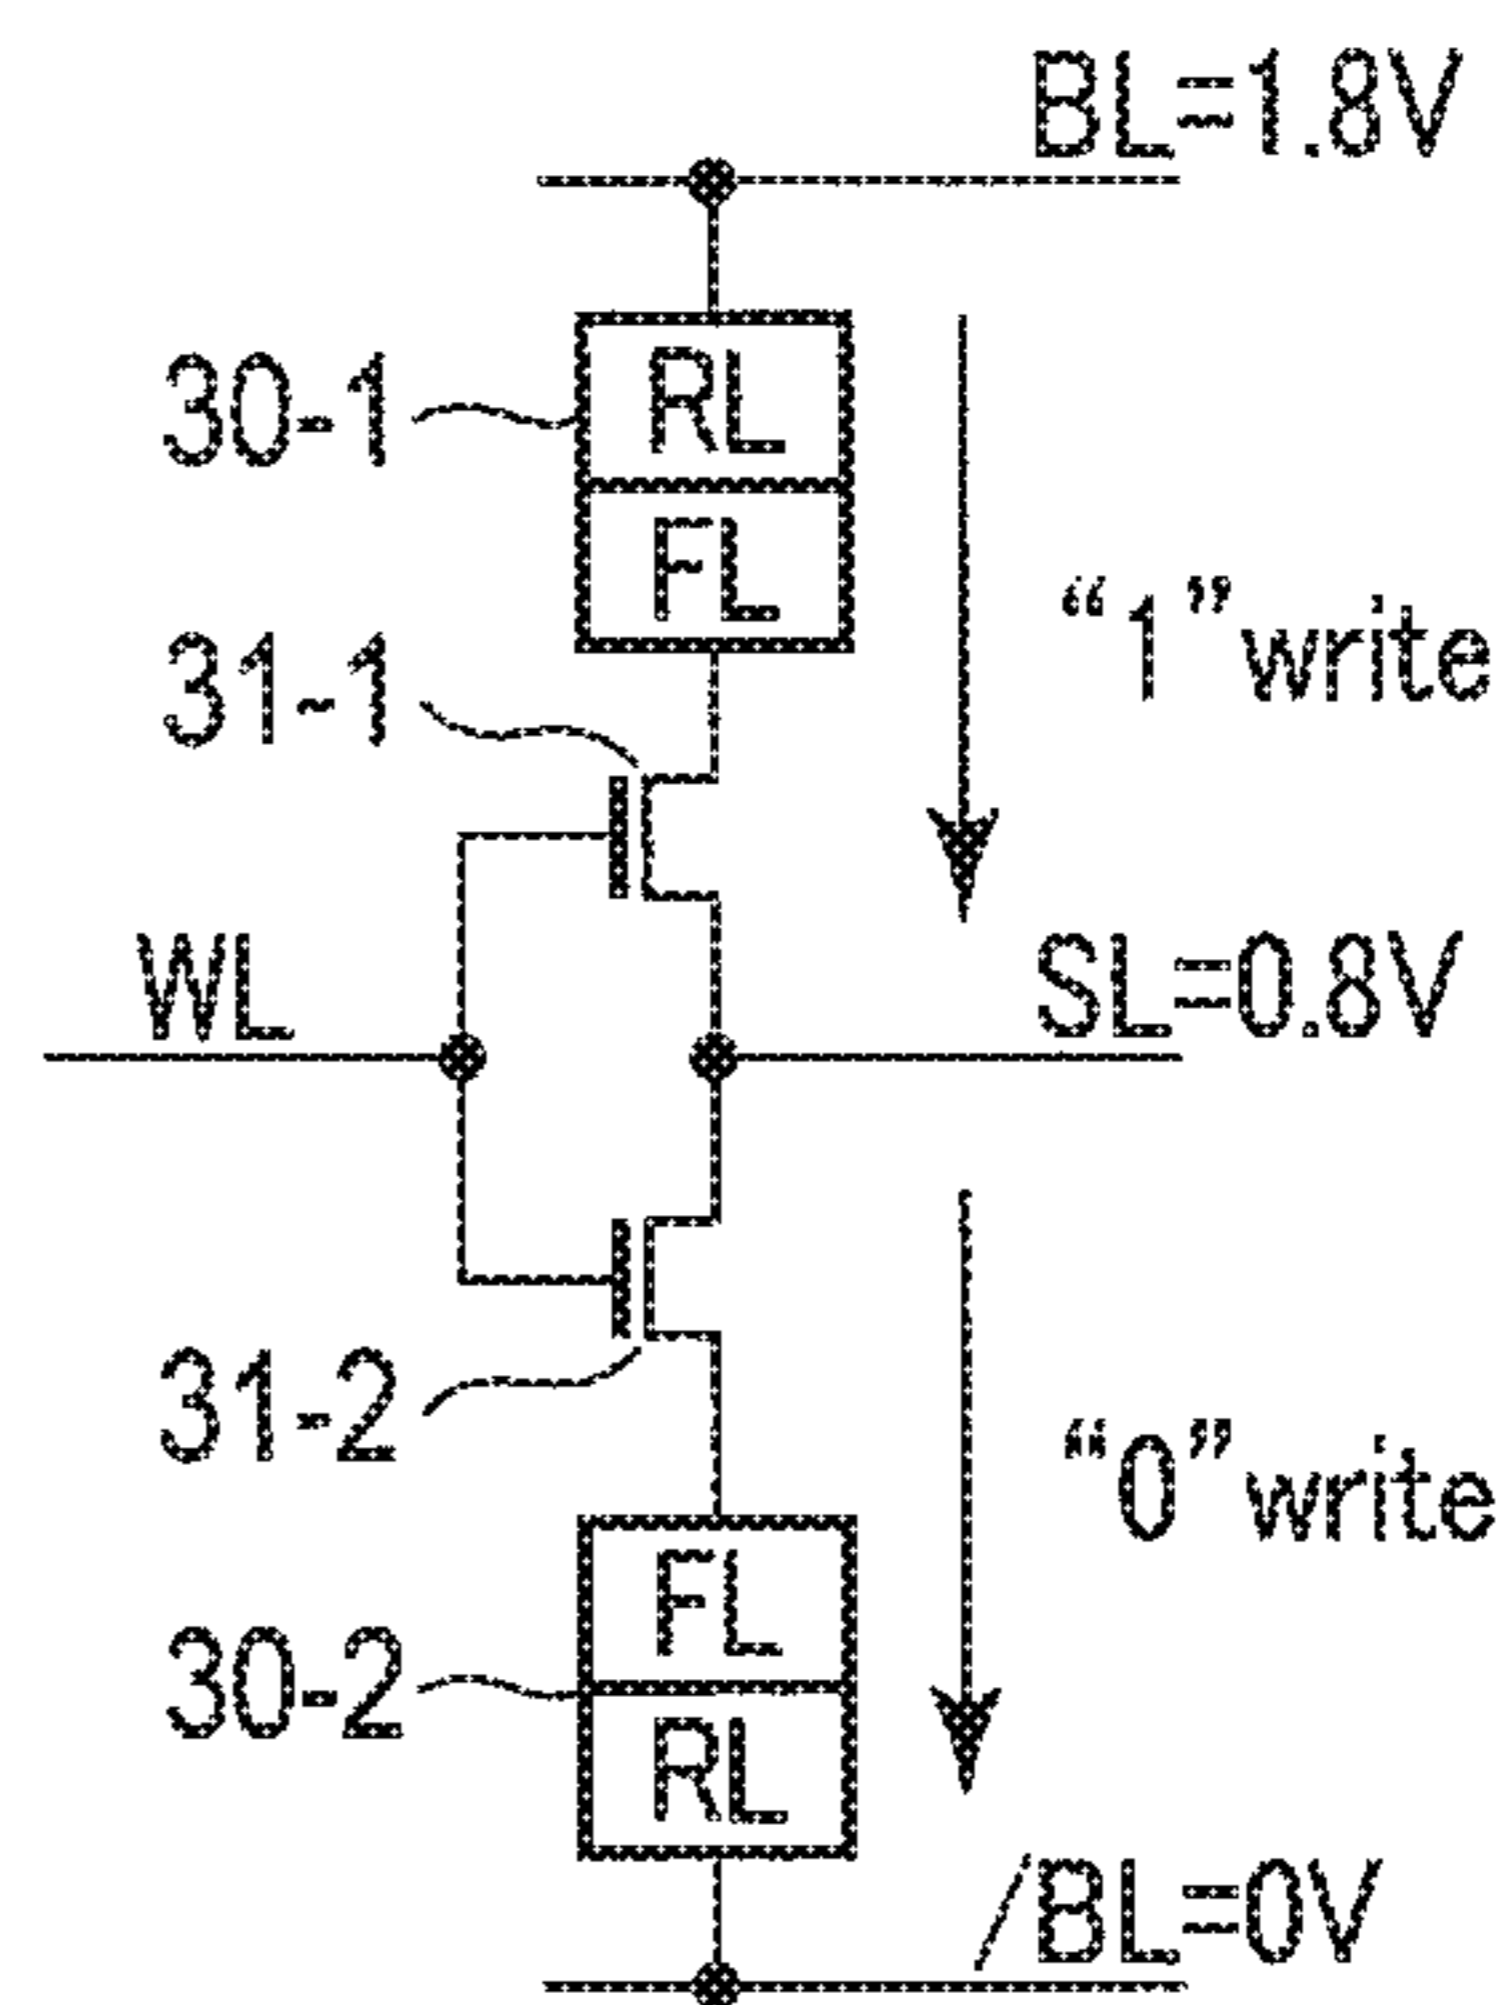 BL=1.8V
30-1
RL
FL
31-1
“1”write
WL
SL=0.8V
31-2
“0”write
FL
30-2
RL
/BL=0V